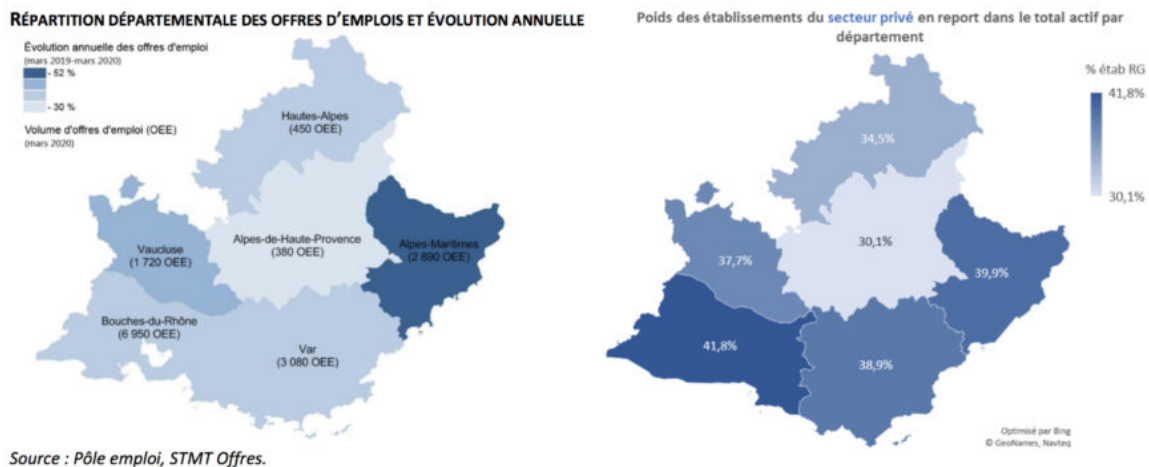 RÉPARTITION DÉPARTEMENTALE DES OFFRES D'EMPLOIS ET ÉVOLUTION ANNUELLE
Évolution annuelle des offres d'emploi
(mars 2019-mars 2020)
- 52 %
- 30 %
Volume d'offres d'emploi (OEE)
(mars 2020)
Hautes-Alpes
(450 OEE)
Vaucluse
(1 720 OEE)
Alpes-de-Haute-Provence
(380 OEE)
Alpes-Maritimes
(2 890 OEE)
Bouches-du-Rhône
(6 950 OEE)
Var
(3 080 OEE)
Source : Pôle emploi, STMT Offres.
Poids des établissements du secteur privé en report dans le total actif par
département
% étab RG
41,8%
30,1%
34,5%
30,1%
37,7%
39,9%
41,8%
38,9%
Optimisé par Bing
© GeoNames, Navteq